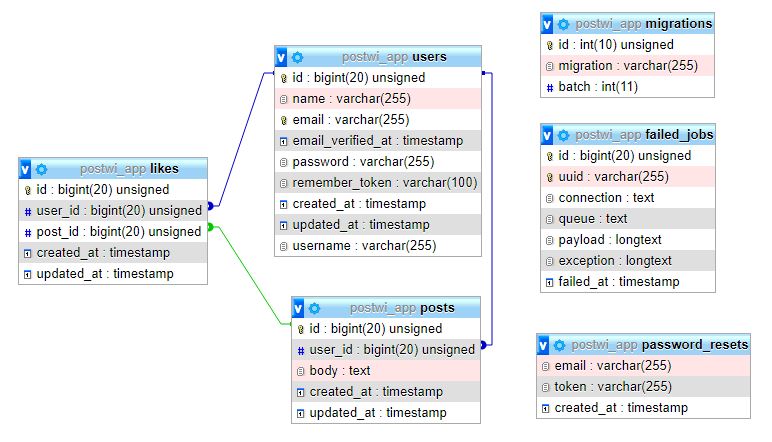 v postwi_app users
id : bigint(20) unsigned
name : varchar(255)
email : varchar(255)
email_verified_at : timestamp
password : varchar(255)
remember_token : varchar(100)
created_at : timestamp
updated_at : timestamp
username : varchar(255)
v postwi_app likes
id : bigint(20) unsigned
# user_id : bigint(20) unsigned
# post_id : bigint(20) unsigned
created_at : timestamp
updated_at : timestamp
v postwi_app posts
id : bigint(20) unsigned
# user_id : bigint(20) unsigned
body : text
created_at : timestamp
updated_at : timestamp
v postwi_app migrations
id : int(10) unsigned
migration : varchar(255)
# batch : int(11)
v postwi_app failed_jobs
id : bigint(20) unsigned
uuid : varchar(255)
connection : text
queue : text
payload : longtext
exception : longtext
failed_at : timestamp
v postwi_app password_resets
email : varchar(255)
token : varchar(255)
created_at : timestamp